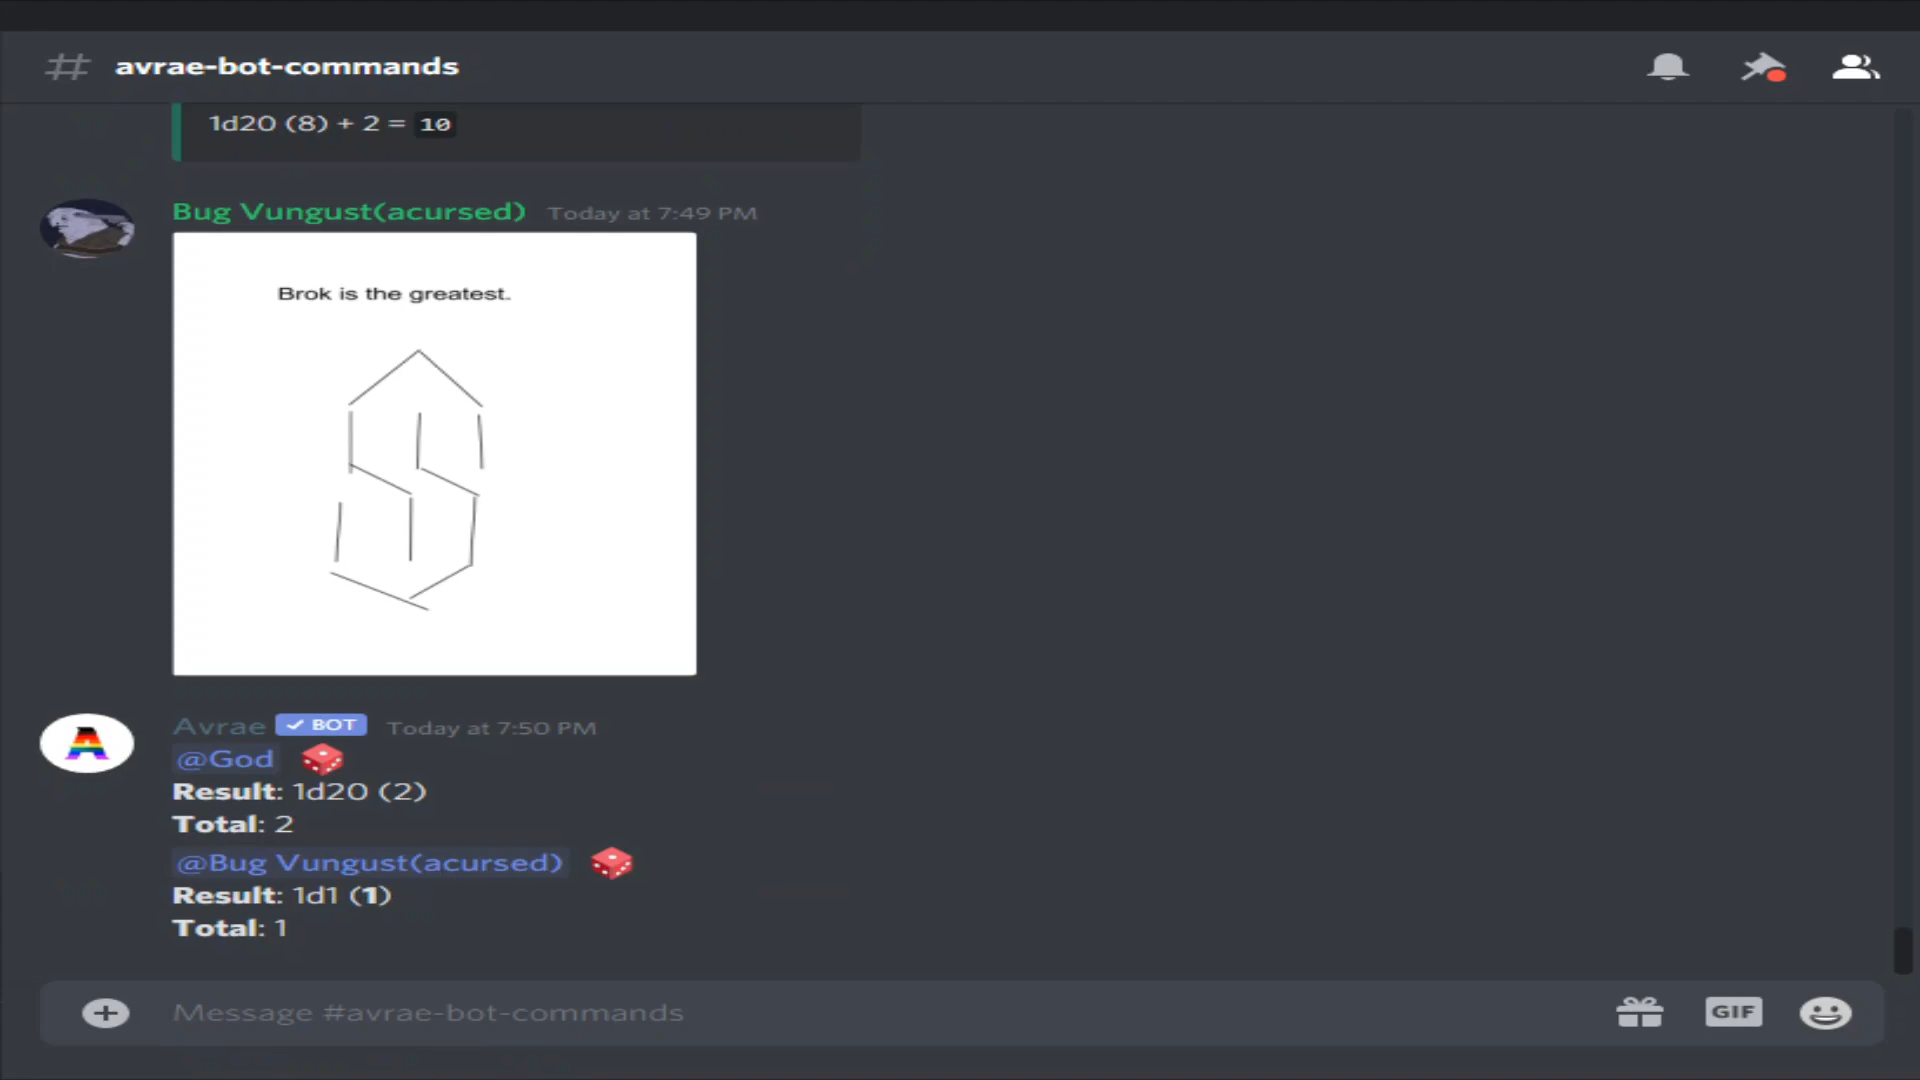 avrae-bot-commands
1d20 (8) + 2 = 10
Bug Vungust(acursed) Today at 7:49 PM
Brok is the greatest.
A
Avrae BOT Today at 7:50 PM
@God
Result: 1d20 (2)
Total: 2
@Bug Vungust(acursed)
Result: 1d1 (1)
Total: 1
Message #avrae-bot-commands
GIF